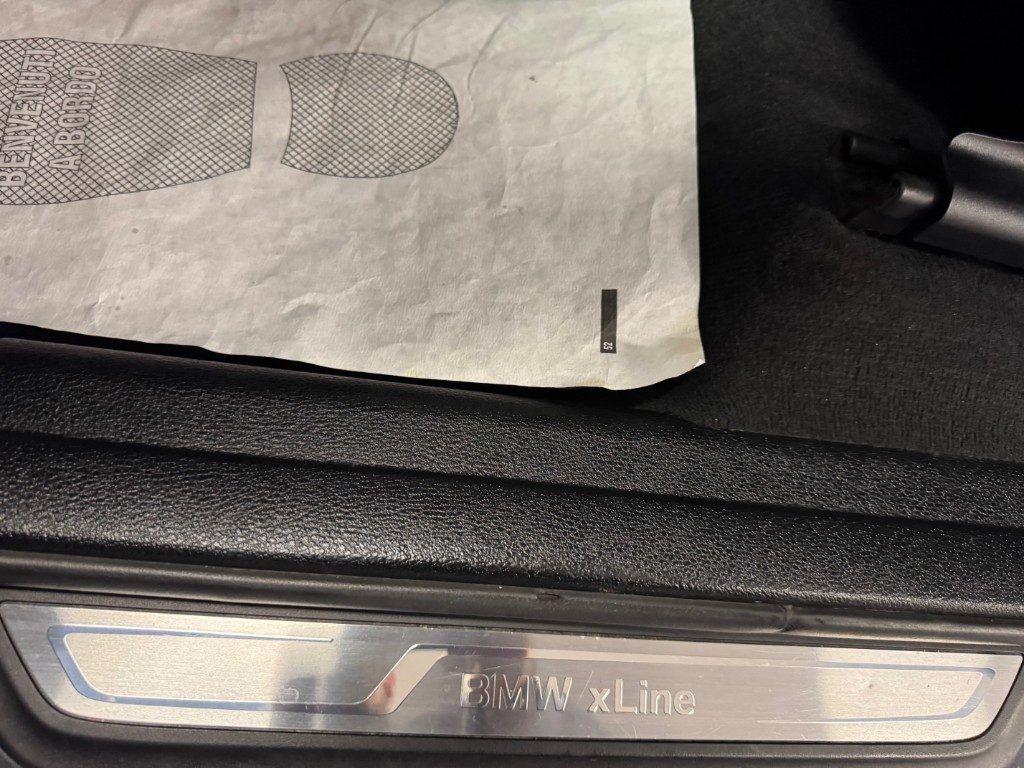 BENVENUTI
A BORDO
52
BMW xLine